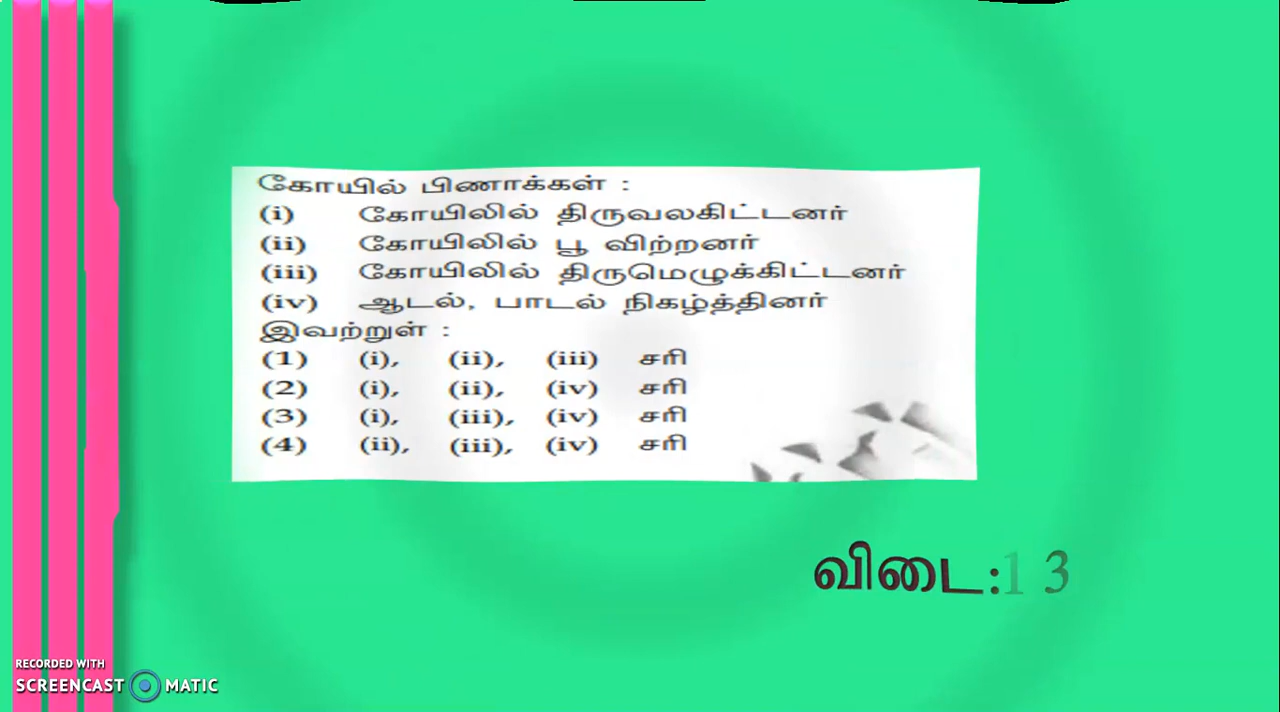 கோயில் பிணாக்கள் :
(i) கோயிலில் திருவலகிட்டனர்
(ii) கோயிலில் பூ விற்றனர்
(iii) கோயிலில் திருமெழுக்கிட்டனர்
(iv) ஆடல், பாடல் நிகழ்த்தினர்
இவற்றுள் :
(1) (i), (ii), (iii) சரி
(2) (i), (ii), (iv) சரி
(3) (i), (iii), (iv) சரி
(4) (ii), (iii), (iv) சரி
விடை:1 3
RECORDED WITH
SCREENCAST MATIC